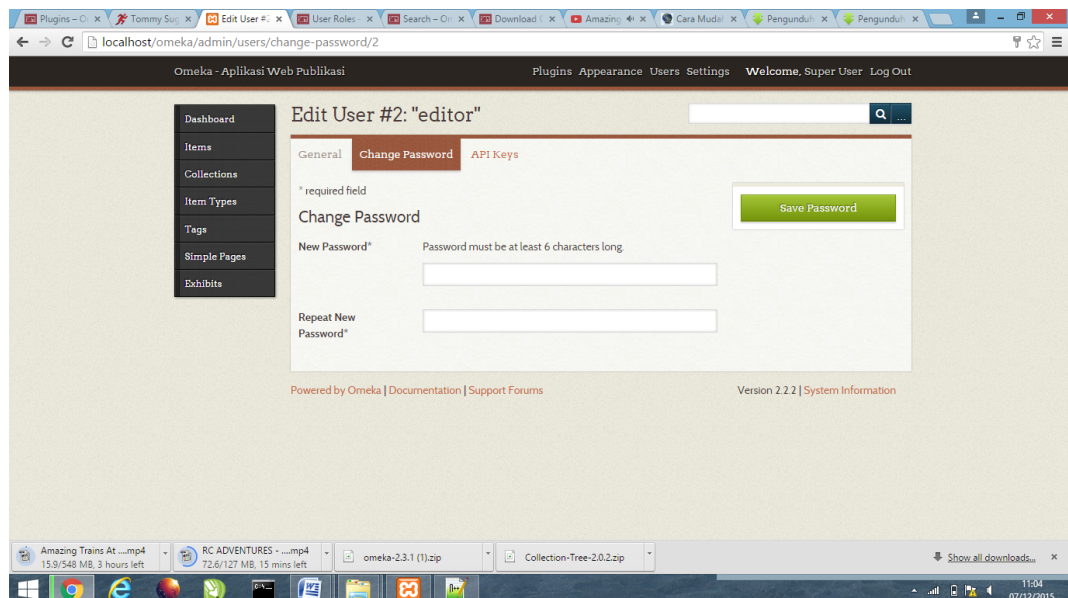 Plugins – O
Tommy Sug
Edit User #2
User Roles -
Search – On
Download (
Amazing
Cara Mudah
Pengunduh
Pengunduh
localhost/omeka/admin/users/change-password/2
Omeka - Aplikasi Web Publikasi
Plugins Appearance Users Settings Welcome, Super User Log Out
Dashboard
Items
Collections
Item Types
Tags
Simple Pages
Exhibits
Edit User #2: "editor"
...
General Change Password API Keys
* required field
Save Password
Change Password
New Password* Password must be at least 6 characters long.
Repeat New
Password*
Powered by Omeka | Documentation | Support Forums
Version 2.2.2 | System Information
Amazing Trains At ....mp4
15.9/548 MB, 3 hours left
RC ADVENTURES - ....mp4
72.6/127 MB, 15 mins left
omeka-2.3.1 (1).zip
Collection-Tree-2.0.2.zip
Show all downloads...
11:04
07/12/2015